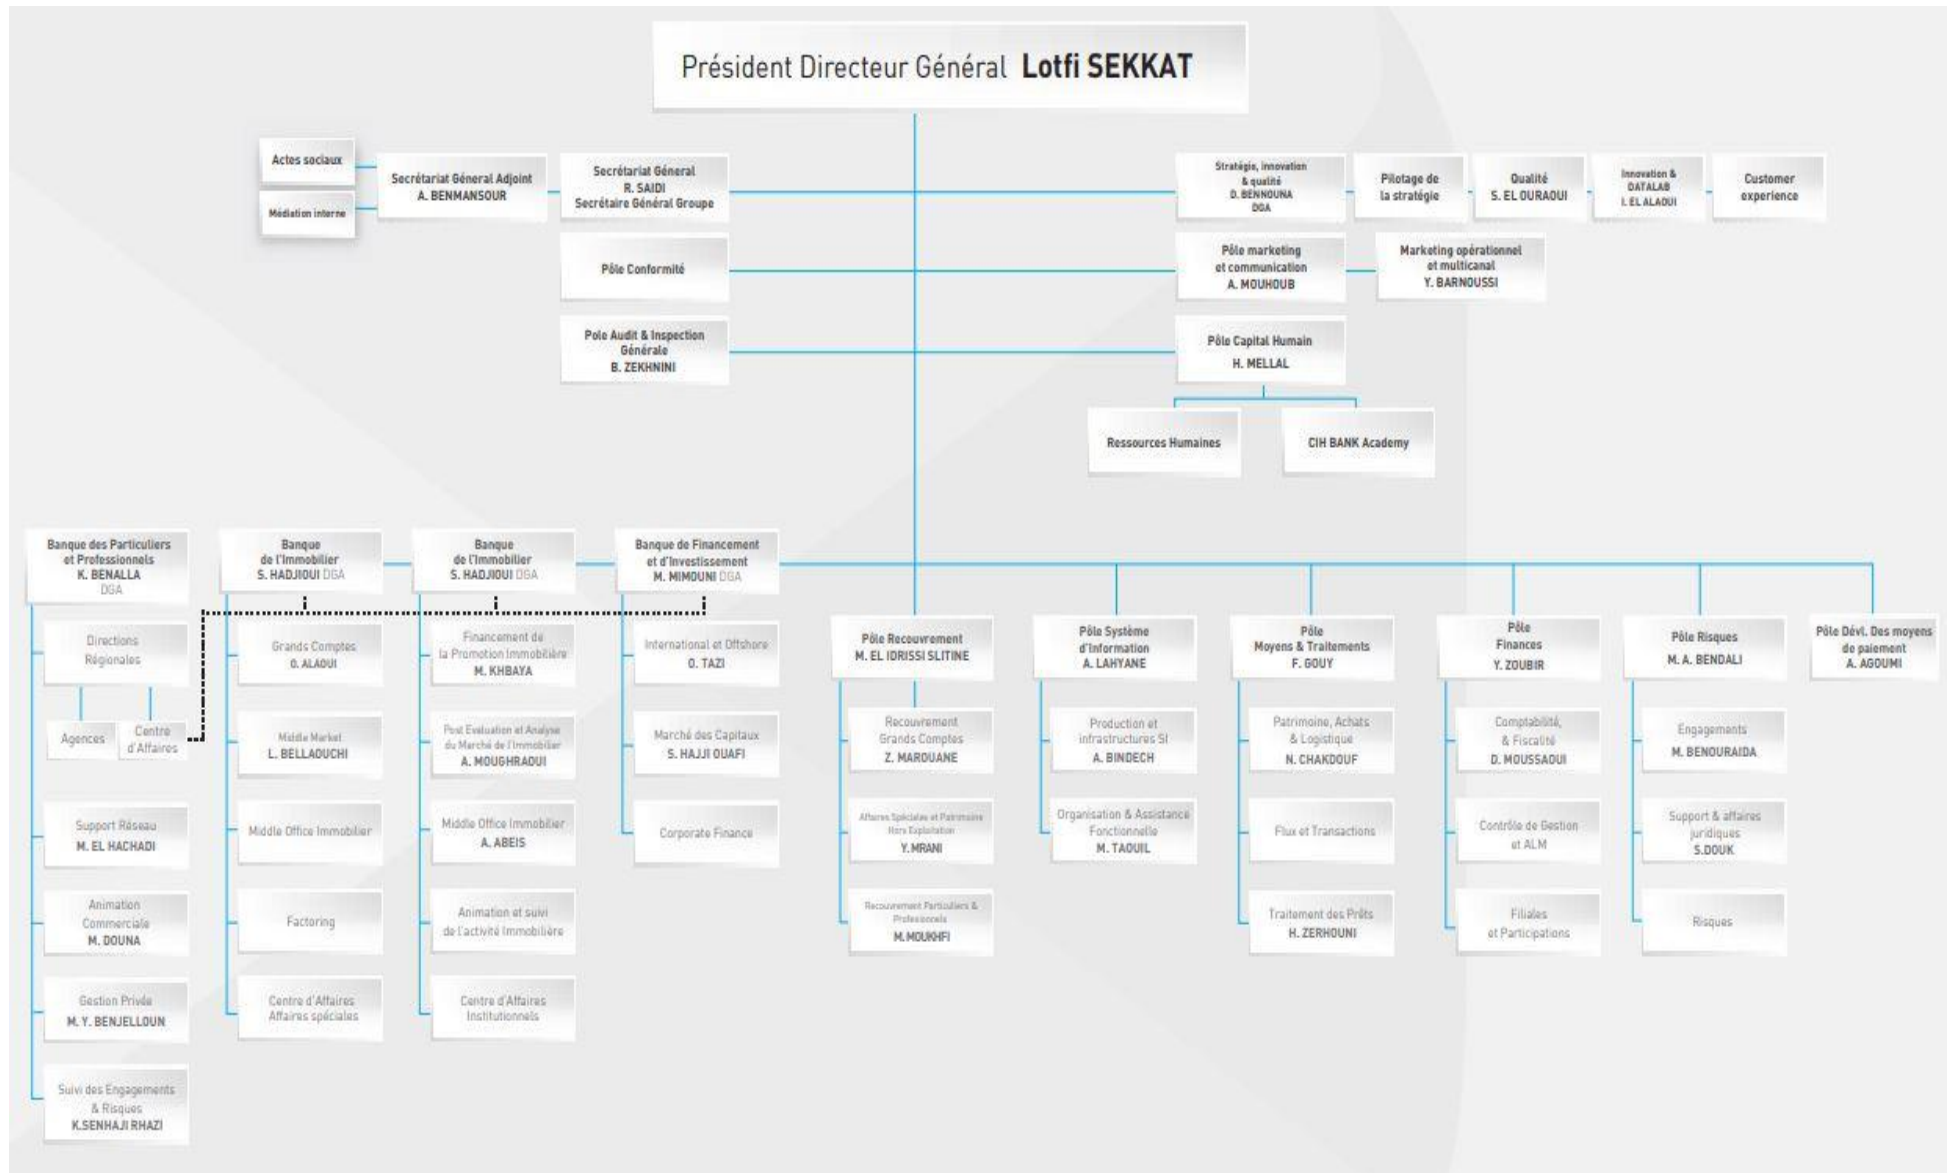 Président Directeur Général Lotfi SEKKAT
Actes sociaux
Médiation interne
Secrétariat Géneral Adjoint
A. BENMANSOUR
Secrétariat Géneral
R. SAIDI
Secrétaire Général Groupe
Stratégie, innovation
& qualité
D. BENNOUNA
DGA
Pilotage de
la stratégie
Qualité
S. EL OURAOUI
Innovation &
DATALAB
I. EL ALAOUI
Customer
experience
Pôle Conformité
Pôle marketing
et communication
A. MOUHOUB
Marketing opérationnel
et multicanal
Y. BARNOUSSI
Pole Audit & Inspection
Générale
B. ZEKHNINI
Pôle Capital Humain
H. MELLAL
Ressources Humaines
CIH BANK Academy
Banque des Particuliers
et Professionnels
K. BENALLA
DGA
Banque
de l'Immobilier
S. HADJIOUI DGA
Banque
de l'Immobilier
S. HADJIOUI DGA
Banque de Financement
et d'Investissement
M. MIMOUNI DGA
Directions
Régionales
Agences
Centre
d'Affaires
Support Réseau
M. EL HACHADI
Animation
Commerciale
M. DOUNA
Gestion Privée
M. Y. BENJELLOUN
Suivi des Engagements
& Risques
K.SENHAJI RHAZI
Grands Comptes
O. ALAOUI
Middle Market
L. BELLAOUCHI
Middle Office Immobilier
Factoring
Centre d'Affaires
Affaires spéciales
Financement de
la Promotion Immobilière
M. KHBAYA
Post Evaluation et Analyse
du Marché de l'Immobilier
A. MOUGHRAOUI
Middle Office Immobilier
A. ABEIS
Animation et suivi
de l'activité Immobilière
Centre d'Affaires
Institutionnels
International et Offshore
O. TAZI
Marché des Capitaux
S. HAJJI OUAFI
Corporate Finance
Pôle Recouvrement
M. EL IDRISSI SLITINE
Recouvrement
Grands Comptes
Z. MAROUANE
Affaires Spéciales et Patrimoine
Hors Exploitation
Y. MRANI
Recouvrement Particuliers &
Professionels
M.MOUKHFI
Pôle Système
d'Information
A. LAHYANE
Production et
infrastructures SI
A. BINDECH
Organisation & Assistance
Fonctionnelle
M. TAOUIL
Pôle
Moyens & Traitements
F. GOUY
Patrimoine, Achats
& Logistique
N. CHAKDOUF
Flux et Transactions
Traitement des Prêts
H. ZERHOUNI
Pôle
Finances
Y. ZOUBIR
Comptabilité,
& Fiscalité
D. MOUSSAOUI
Contrôle de Gestion
et ALM
Filiales
et Participations
Pôle Risques
M. A. BENDALI
Engagements
M. BENOURAIDA
Support & affaires
juridiques
S.DOUK
Risques
Pôle Dévl. Des moyens
de paiement
A. AGOUMI